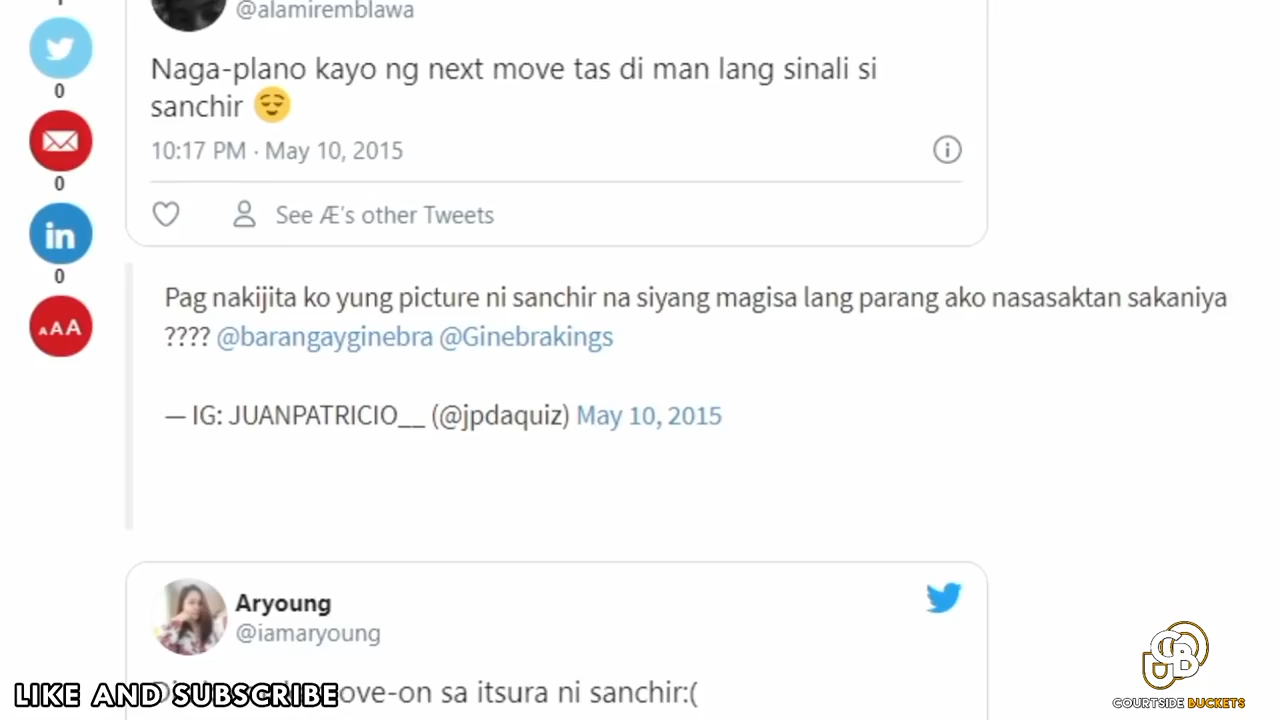 @alamiremblawa
Naga-plano kayo ng next move tas di man lang sinali si
sanchir 😌
10:17 PM · May 10, 2015
See Æ's other Tweets
0
0
0
AAA
Pag nakijita ko yung picture ni sanchir na siyang magisa lang parang ako nasasaktan sakaniya
???? @barangayginebra @Ginebrakings
— IG: JUANPATRICIO__ (@jpdaquiz) May 10, 2015
Aryoung
@iamaryoung
ove-on sa itsura ni sanchir:(
LIKE AND SUBSCRIBE
CB
COURTSIDE BUCKETS